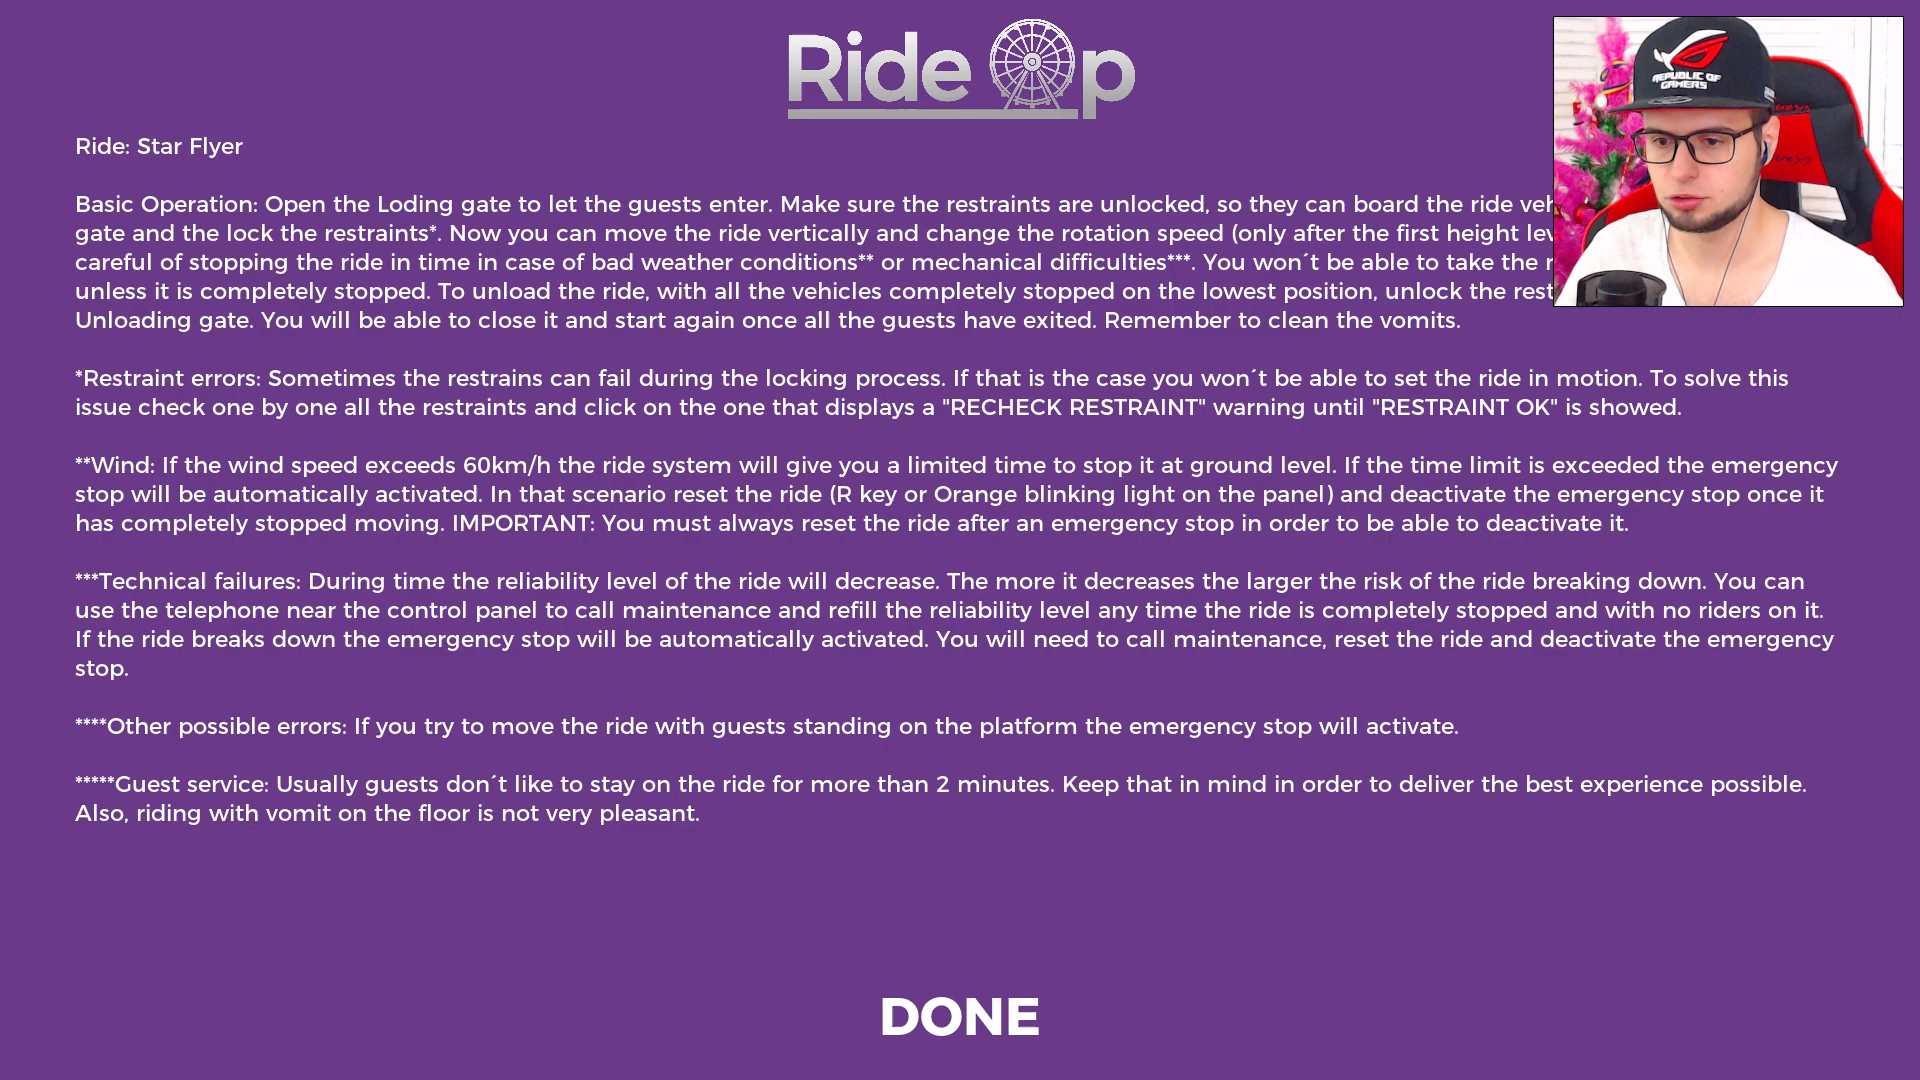 Ride Op
Ride: Star Flyer
Basic Operation: Open the Loding gate to let the guests enter. Make sure the restraints are unlocked, so they can board the ride
gate and the lock the restraints*. Now you can move the ride vertically and change the rotation speed (only after the first height
careful of stopping the ride in time in case of bad weather conditions** or mechanical difficulties***. You won´t be able to take the
unless it is completely stopped. To unload the ride, with all the vehicles completely stopped on the lowest position, unlock the
Unloading gate. You will be able to close it and start again once all the guests have exited. Remember to clean the vomits.
*Restraint errors: Sometimes the restrains can fail during the locking process. If that is the case you won´t be able to set the ride in motion. To solve this
issue check one by one all the restraints and click on the one that displays a "RECHECK RESTRAINT" warning until "RESTRAINT OK" is showed.
**Wind: If the wind speed exceeds 60km/h the ride system will give you a limited time to stop it at ground level. If the time limit is exceeded the emergency
stop will be automatically activated. In that scenario reset the ride (R key or Orange blinking light on the panel) and deactivate the emergency stop once it
has completely stopped moving. IMPORTANT: You must always reset the ride after an emergency stop in order to be able to deactivate it.
***Technical failures: During time the reliability level of the ride will decrease. The more it decreases the larger the risk of the ride breaking down. You can
use the telephone near the control panel to call maintenance and refill the reliability level any time the ride is completely stopped and with no riders on it.
If the ride breaks down the emergency stop will be automatically activated. You will need to call maintenance, reset the ride and deactivate the emergency
stop.
****Other possible errors: If you try to move the ride with guests standing on the platform the emergency stop will activate.
*****Guest service: Usually guests don´t like to stay on the ride for more than 2 minutes. Keep that in mind in order to deliver the best experience possible.
Also, riding with vomit on the floor is not very pleasant.
DONE
REPUBLIC OF
GAMERS